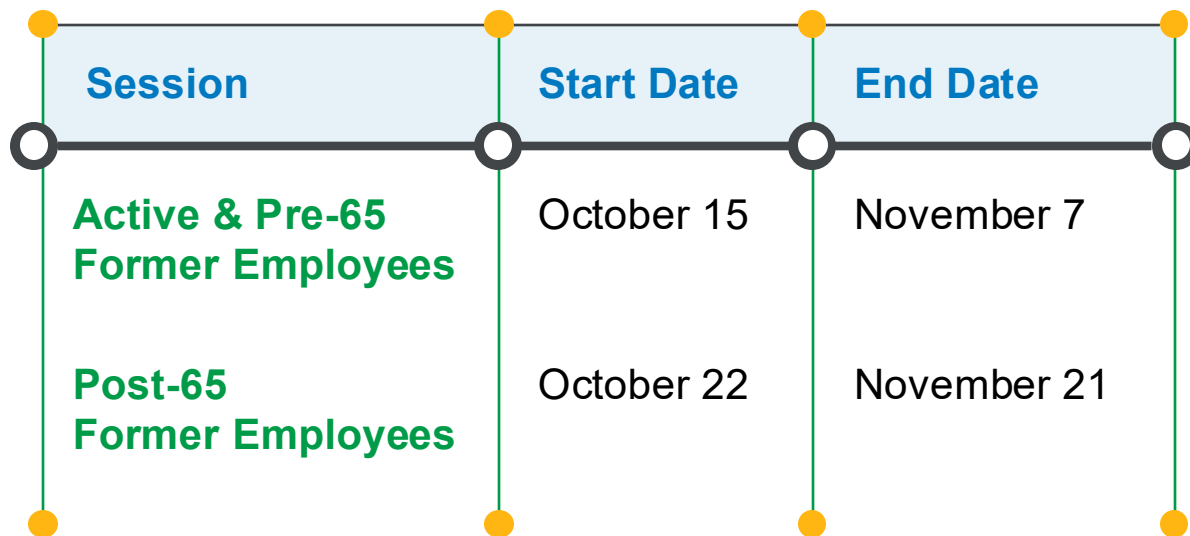 Session Start Date End Date
Active & Pre-65 October 15 November 7
Former Employees
Post-65 October 22 November 21
Former Employees